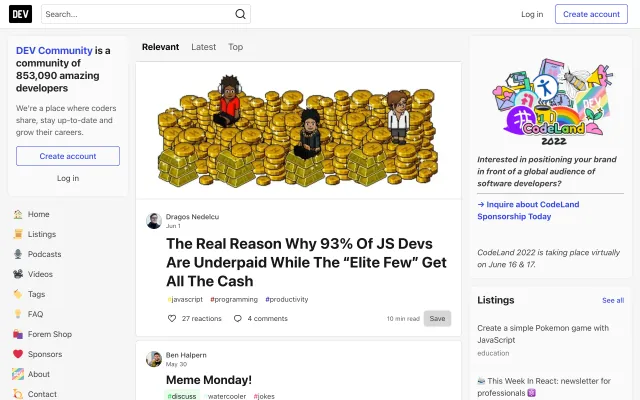 DEV
Search...
Log in
Create account
DEV Community is a
community of
853,090 amazing
developers
We're a place where coders
share, stay up-to-date and
grow their careers.
Create account
Log in
Home
Listings
Podcasts
Videos
Tags
FAQ
Forem Shop
Sponsors
About
Contact
Relevant
Latest
Top
Dragos Nedelcu
Jun 1
The Real Reason Why 93% Of JS Devs
Are Underpaid While The “Elite Few” Get
All The Cash
#javascript #programming #productivity
27 reactions
4 comments
10 min read
Save
Ben Halpern
May 30
Meme Monday!
#discuss #watercooler #jokes
CodeLand
2022
Interested in positioning your brand
in front of a global audience of
software developers?
→ Inquire about CodeLand
Sponsorship Today
CodeLand 2022 is taking place virtually
on June 16 & 17.
Listings
See all
Create a simple Pokemon game with
JavaScript
education
This Week In React: newsletter for
professionals